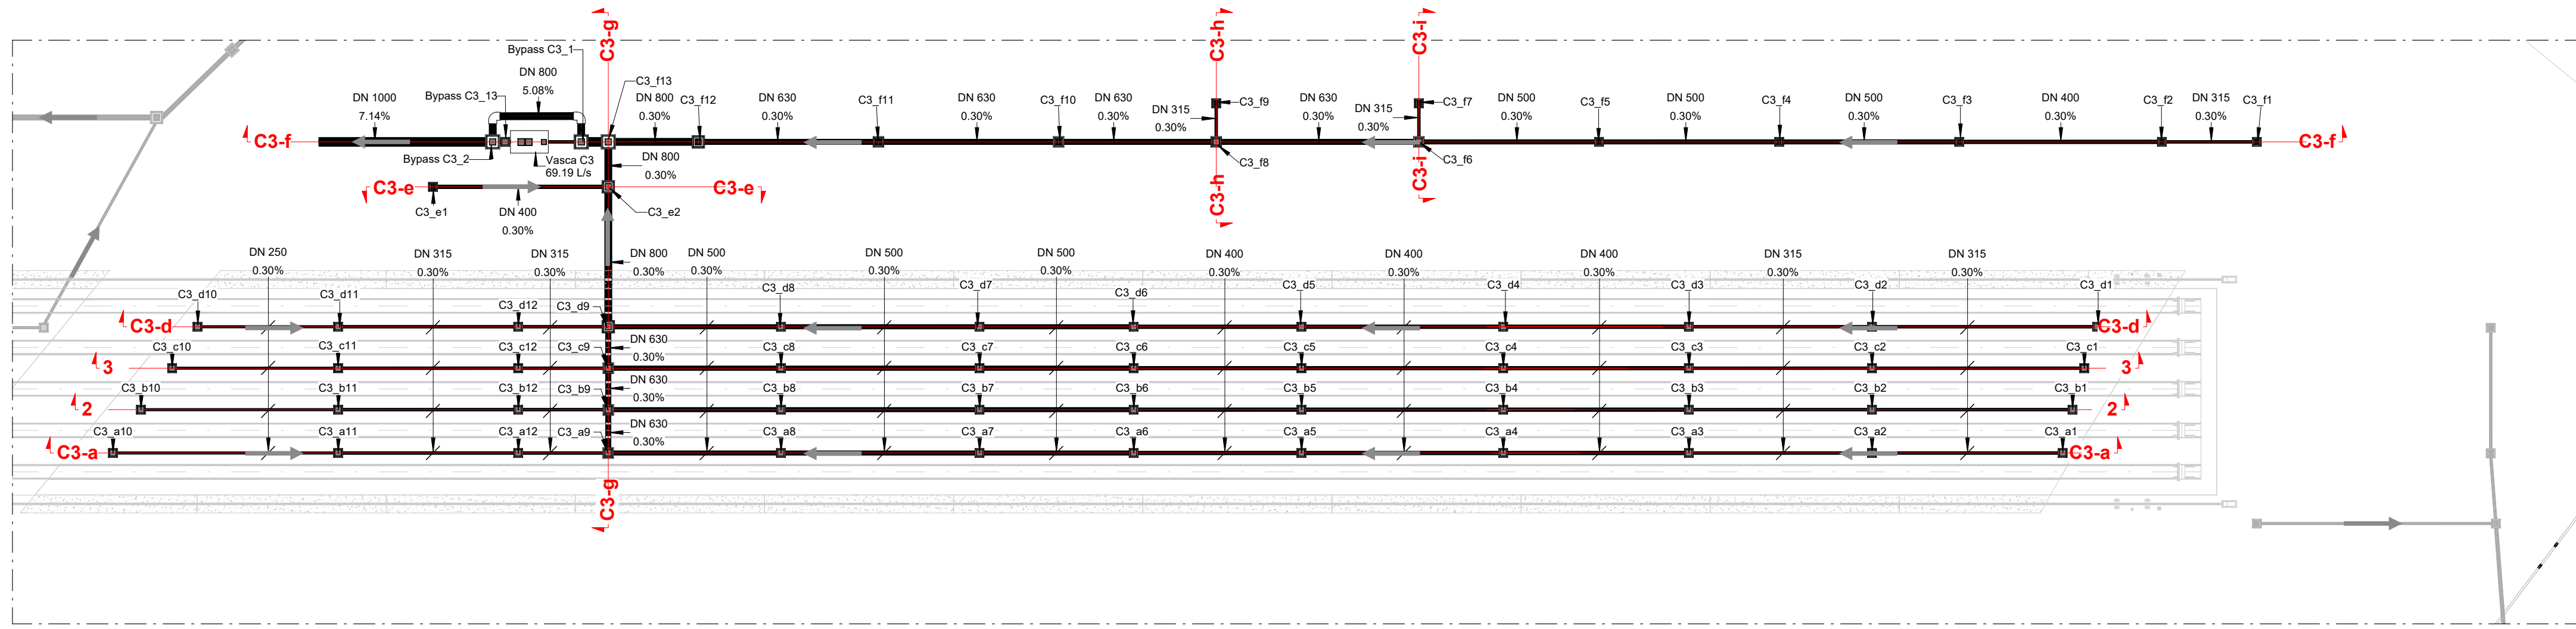 C3-g
C3-h
C3-i
Bypass C3_1
DN 800
5.08%
C3_f13
Bypass C3_13
DN 1000
7.14%
DN 800
0.30%
C3_f12
DN 630
0.30%
C3_f11
DN 630
0.30%
C3_f10
DN 630
0.30%
DN 315
0.30%
C3_f9
DN 630
0.30%
DN 315
0.30%
C3_f7
DN 500
0.30%
C3_f5
DN 500
0.30%
C3_f4
DN 500
0.30%
C3_f3
DN 400
0.30%
C3_f2
DN 315
0.30%
C3_f1
C3-f
C3-f
Bypass C3_2
Vasca C3
69.19 L/s
DN 800
0.30%
C3_f8
C3_f6
C3-e
C3-e
C3-h
C3-i
C3_e1
DN 400
0.30%
C3_e2
DN 250
0.30%
DN 315
0.30%
DN 315
0.30%
DN 800
0.30%
DN 500
0.30%
DN 500
0.30%
DN 500
0.30%
DN 400
0.30%
DN 400
0.30%
DN 400
0.30%
DN 315
0.30%
DN 315
0.30%
C3_d10
C3_d11
C3_d12
C3_d9
C3_d8
C3_d7
C3_d6
C3_d5
C3_d4
C3_d3
C3_d2
C3_d1
C3-d
C3-d
DN 630
0.30%
C3_c10
C3_c11
C3_c12
C3_c9
C3_c8
C3_c7
C3_c6
C3_c5
C3_c4
C3_c3
C3_c2
C3_c1
3
3
DN 630
0.30%
C3_b10
C3_b11
C3_b12
C3_b9
C3_b8
C3_b7
C3_b6
C3_b5
C3_b4
C3_b3
C3_b2
C3_b1
2
2
DN 630
0.30%
C3_a10
C3_a11
C3_a12
C3_a9
C3_a8
C3_a7
C3_a6
C3_a5
C3_a4
C3_a3
C3_a2
C3_a1
C3-a
C3-a
C3-g